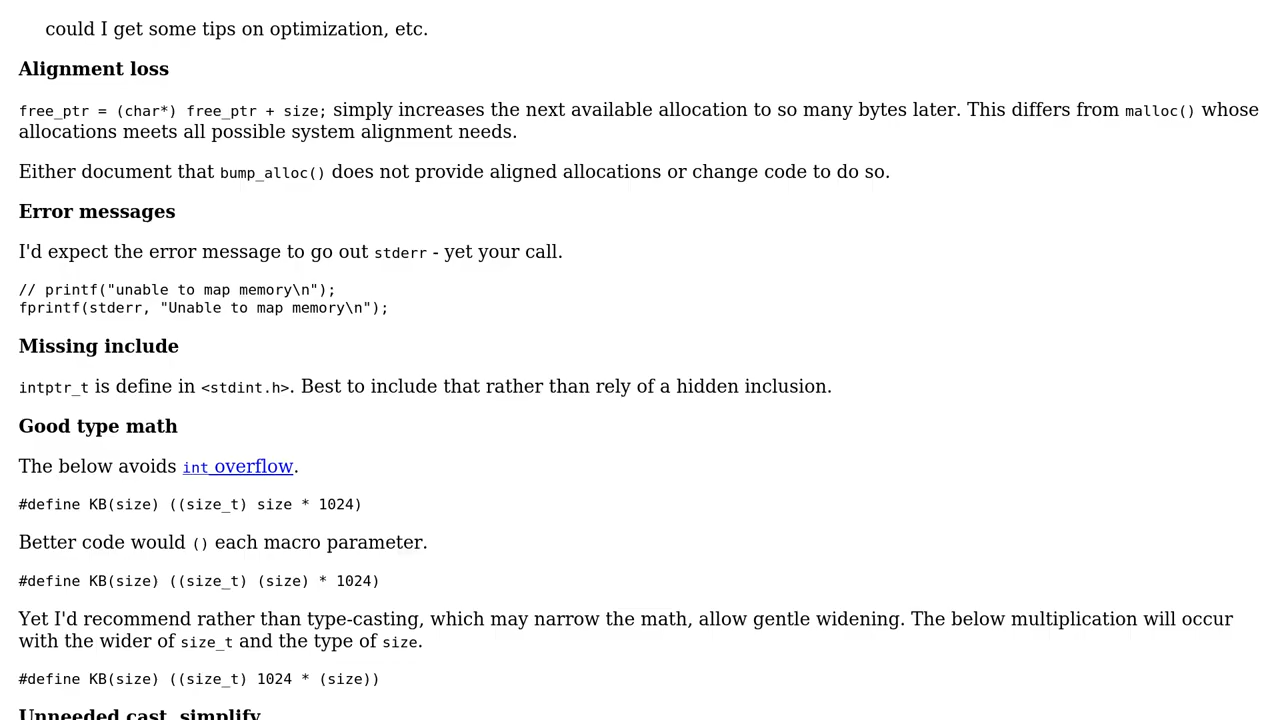 could I get some tips on optimization, etc.
Alignment loss
free_ptr = (char*) free_ptr + size; simply increases the next available allocation to so many bytes later. This differs from malloc() whose
allocations meets all possible system alignment needs.
Either document that bump_alloc() does not provide aligned allocations or change code to do so.
Error messages
I'd expect the error message to go out stderr - yet your call.
// printf("unable to map memory\n");
fprintf(stderr, "Unable to map memory\n");
Missing include
intptr_t is define in <stdint.h>. Best to include that rather than rely of a hidden inclusion.
Good type math
The below avoids int overflow.
#define KB(size) ((size_t) size * 1024)
Better code would () each macro parameter.
#define KB(size) ((size_t) (size) * 1024)
Yet I'd recommend rather than type-casting, which may narrow the math, allow gentle widening. The below multiplication will occur
with the wider of size_t and the type of size.
#define KB(size) ((size_t) 1024 * (size))
Unneeded cast, simplify